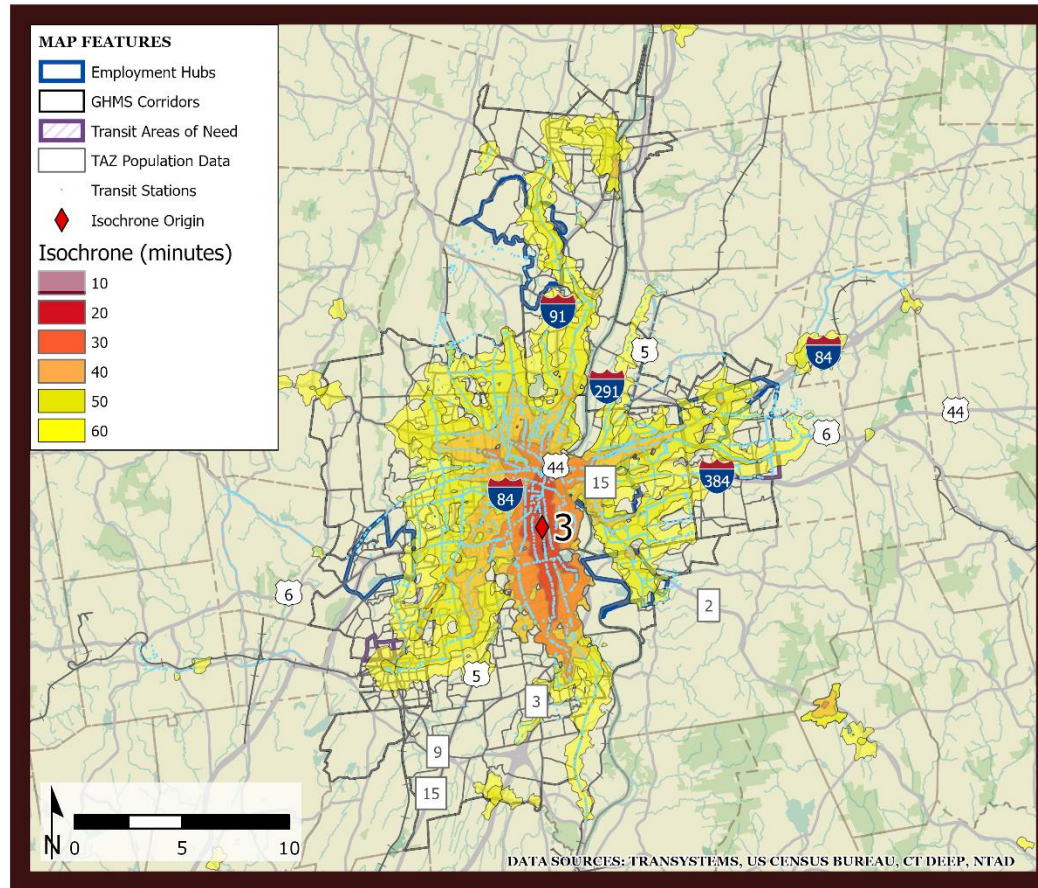 MAP FEATURES
Employment Hubs
GHMS Corridors
Transit Areas of Need
TAZ Population Data
Transit Stations
Isochrone Origin
Isochrone (minutes)
10
20
30
40
50
60
91
5
84
291
44
6
44
15
384
84
3
6
2
5
3
9
15
N
0 5 10
DATA SOURCES: TRANSYSTEMS, US CENSUS BUREAU, CT DEEP, NTAD